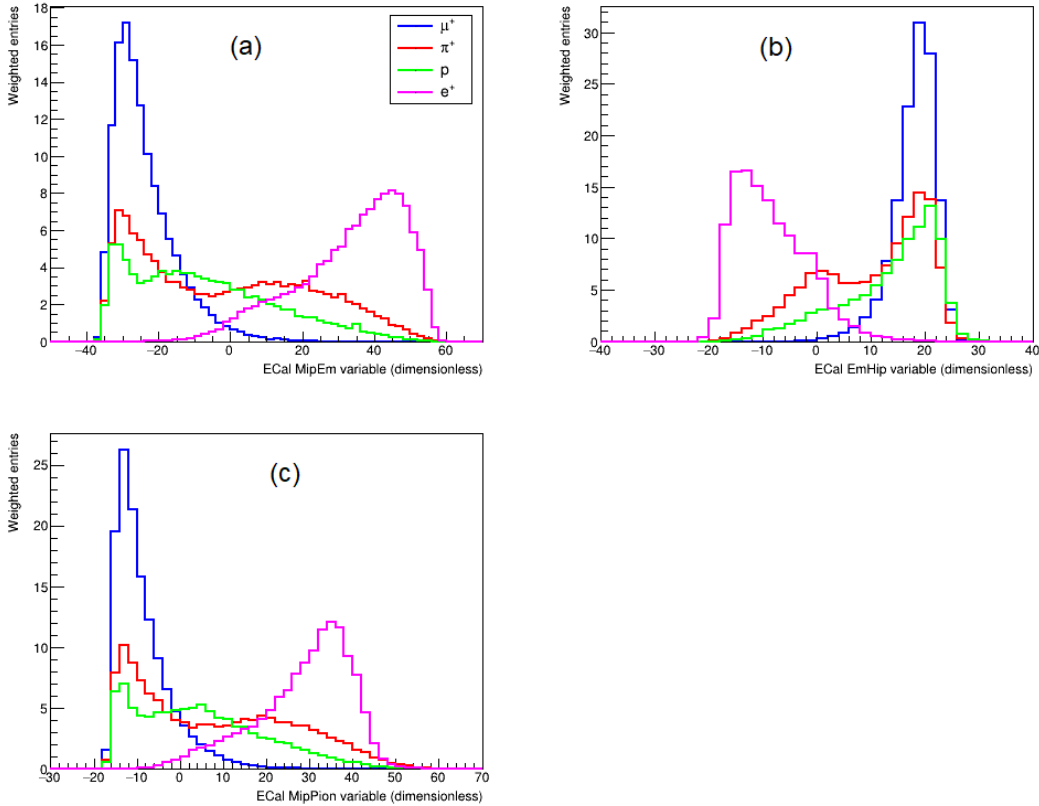 Weighted entries
18
16
14
12
10
8
6
4
2
0
(a)
μ⁺
π⁺
p
e⁺
−40 −20 0 20 40 60
ECal MipEm variable (dimensionless)
Weighted entries
30
25
20
15
10
5
0
(b)
−40 −30 −20 −10 0 10 20 30 40
ECal EmHip variable (dimensionless)
Weighted entries
25
20
15
10
5
0
(c)
−30 −20 −10 0 10 20 30 40 50 60 70
ECal MipPion variable (dimensionless)